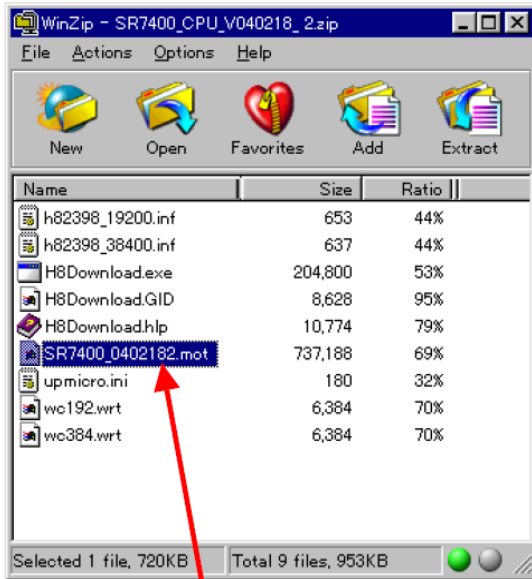 WinZip - SR7400_CPU_V040218_ 2.zip
File Actions Options Help
New Open Favorites Add Extract
Name Size Ratio
h82398_19200.inf 653 44%
h82398_38400.inf 637 44%
H8Download.exe 204,800 53%
H8Download.GID 8,628 95%
H8Download.hlp 10,774 79%
SR7400_0402182.mot 737,188 69%
upmicro.ini 180 32%
wc192.wrt 6,384 70%
wc384.wrt 6,384 70%
Selected 1 file, 720KB Total 9 files, 953KB